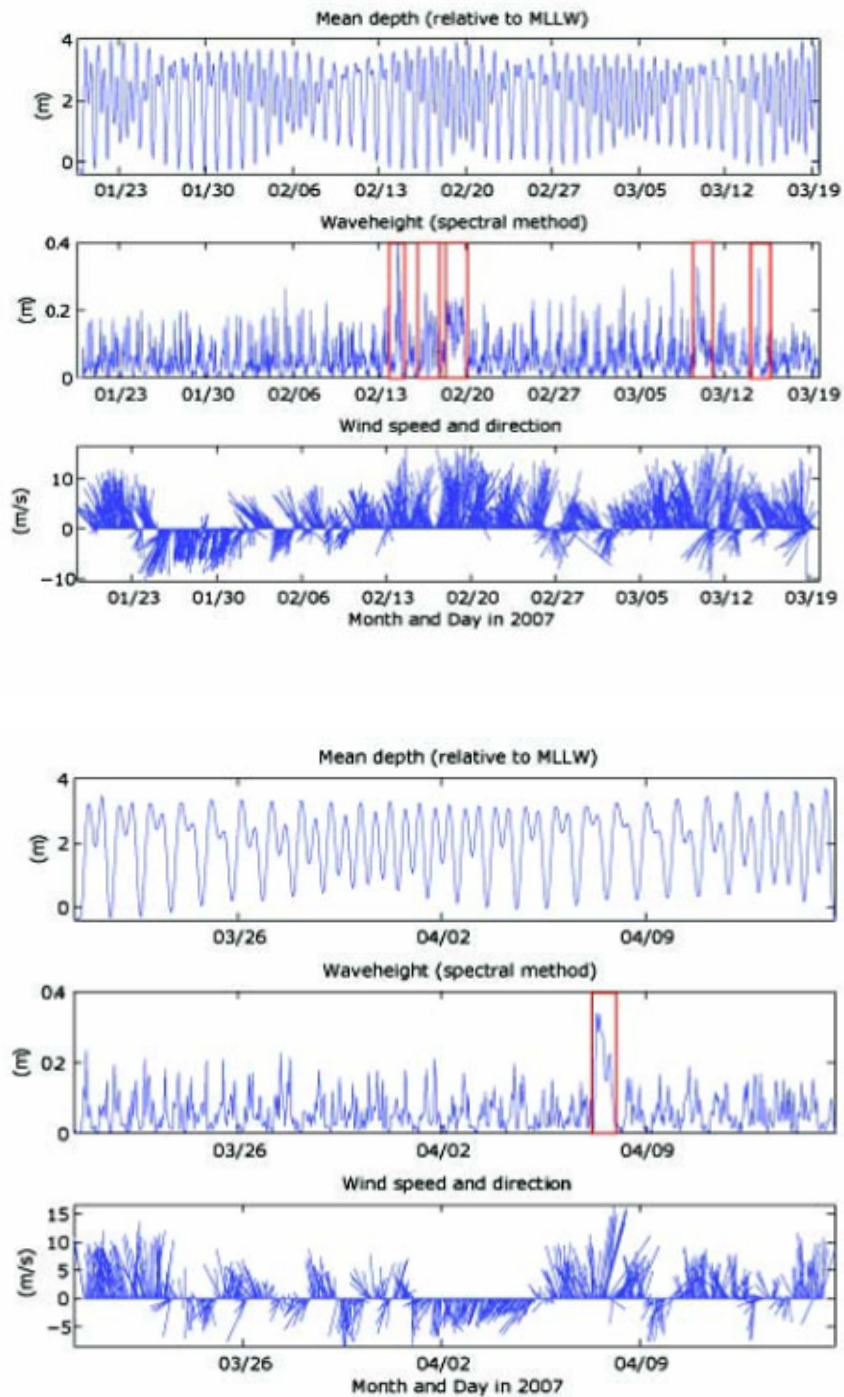 Mean depth (relative to MLLW)
4
2
0
(m)
01/23 01/30 02/06 02/13 02/20 02/27 03/05 03/12 03/19
Waveheight (spectral method)
0.4
0.2
0
(m)
01/23 01/30 02/06 02/13 02/20 02/27 03/05 03/12 03/19
Wind speed and direction
10
0
−10
(m/s)
01/23 01/30 02/06 02/13 02/20 02/27 03/05 03/12 03/19
Month and Day in 2007
Mean depth (relative to MLLW)
4
2
0
(m)
03/26 04/02 04/09
Waveheight (spectral method)
0.4
02
0
(m)
03/26 04/02 04/09
Wind speed and direction
15
10
5
0
−5
(m/s)
03/26 04/02 04/09
Month and Day in 2007